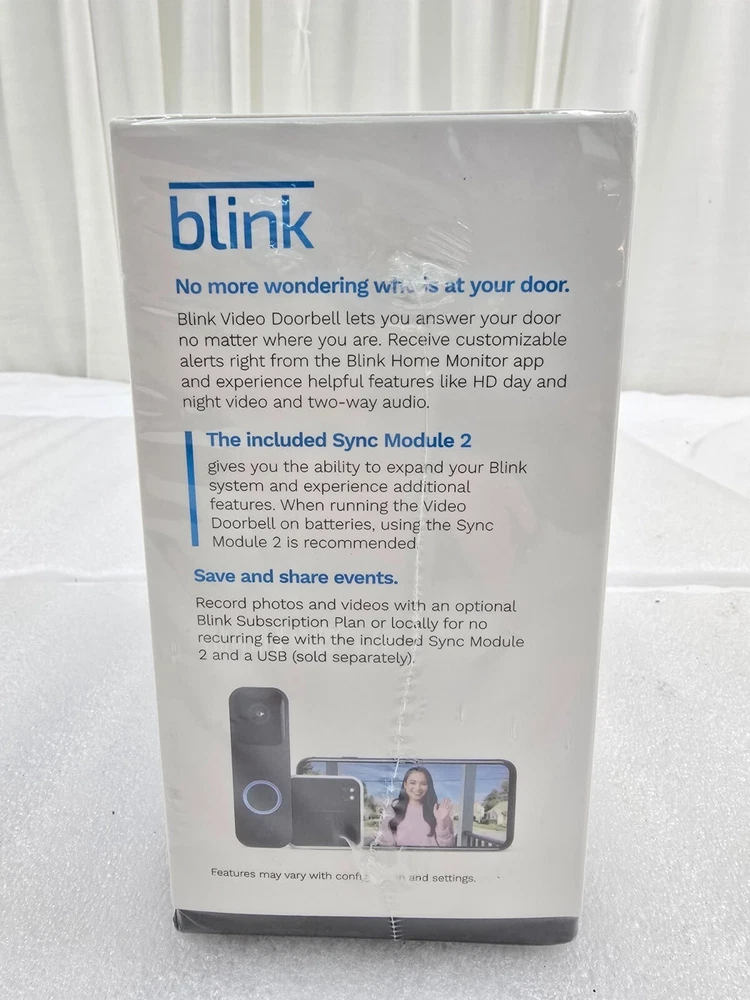 blink
No more wondering who is at your door.
Blink Video Doorbell lets you answer your door
no matter where you are. Receive customizable
alerts right from the Blink Home Monitor app
and experience helpful features like HD day and
night video and two-way audio.
The included Sync Module 2
gives you the ability to expand your Blink
system and experience additional
features. When running the Video
Doorbell on batteries, using the Sync
Module 2 is recommended
Save and share events.
Record photos and videos with an optional
Blink Subscription Plan or locally for no
recurring fee with the included Sync Module
2 and a USB (sold separately).
Features may vary with and settings.